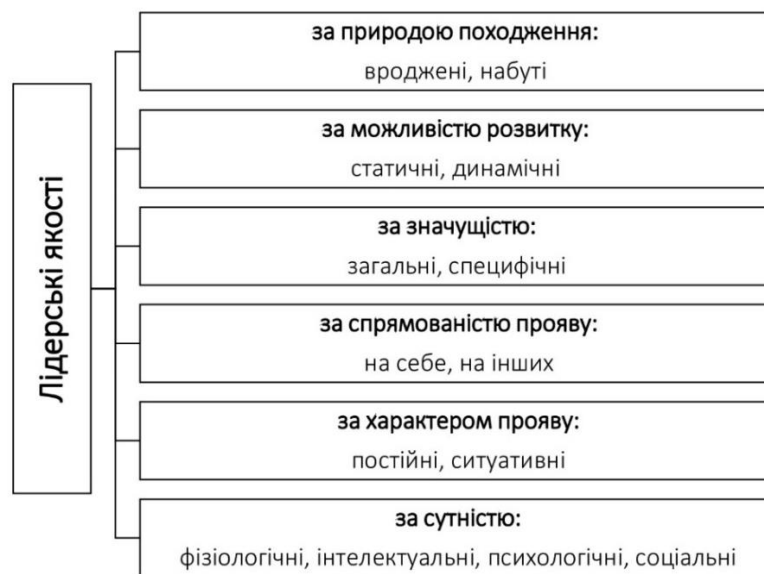 Лідерські якості
за природою походження:
вроджені, набуті
за можливістю розвитку:
статичні, динамічні
за значущістю:
загальні, специфічні
за спрямованістю прояву:
на себе, на інших
за характером прояву:
постійні, ситуативні
за сутністю:
фізіологічні, інтелектуальні, психологічні, соціальні